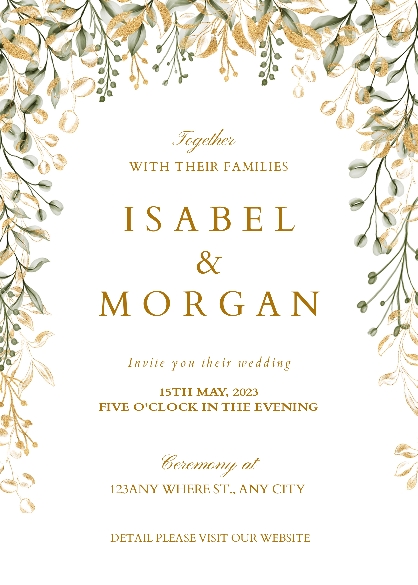 Together
WITH THEIR FAMILIES
ISABEL
&
MORGAN
Invite you their wedding
15TH MAY, 2023
FIVE O'CLOCK IN THE EVENING
Ceremony at
123ANY WHERE ST., ANY CITY
DETAIL PLEASE VISIT OUR WEBSITE